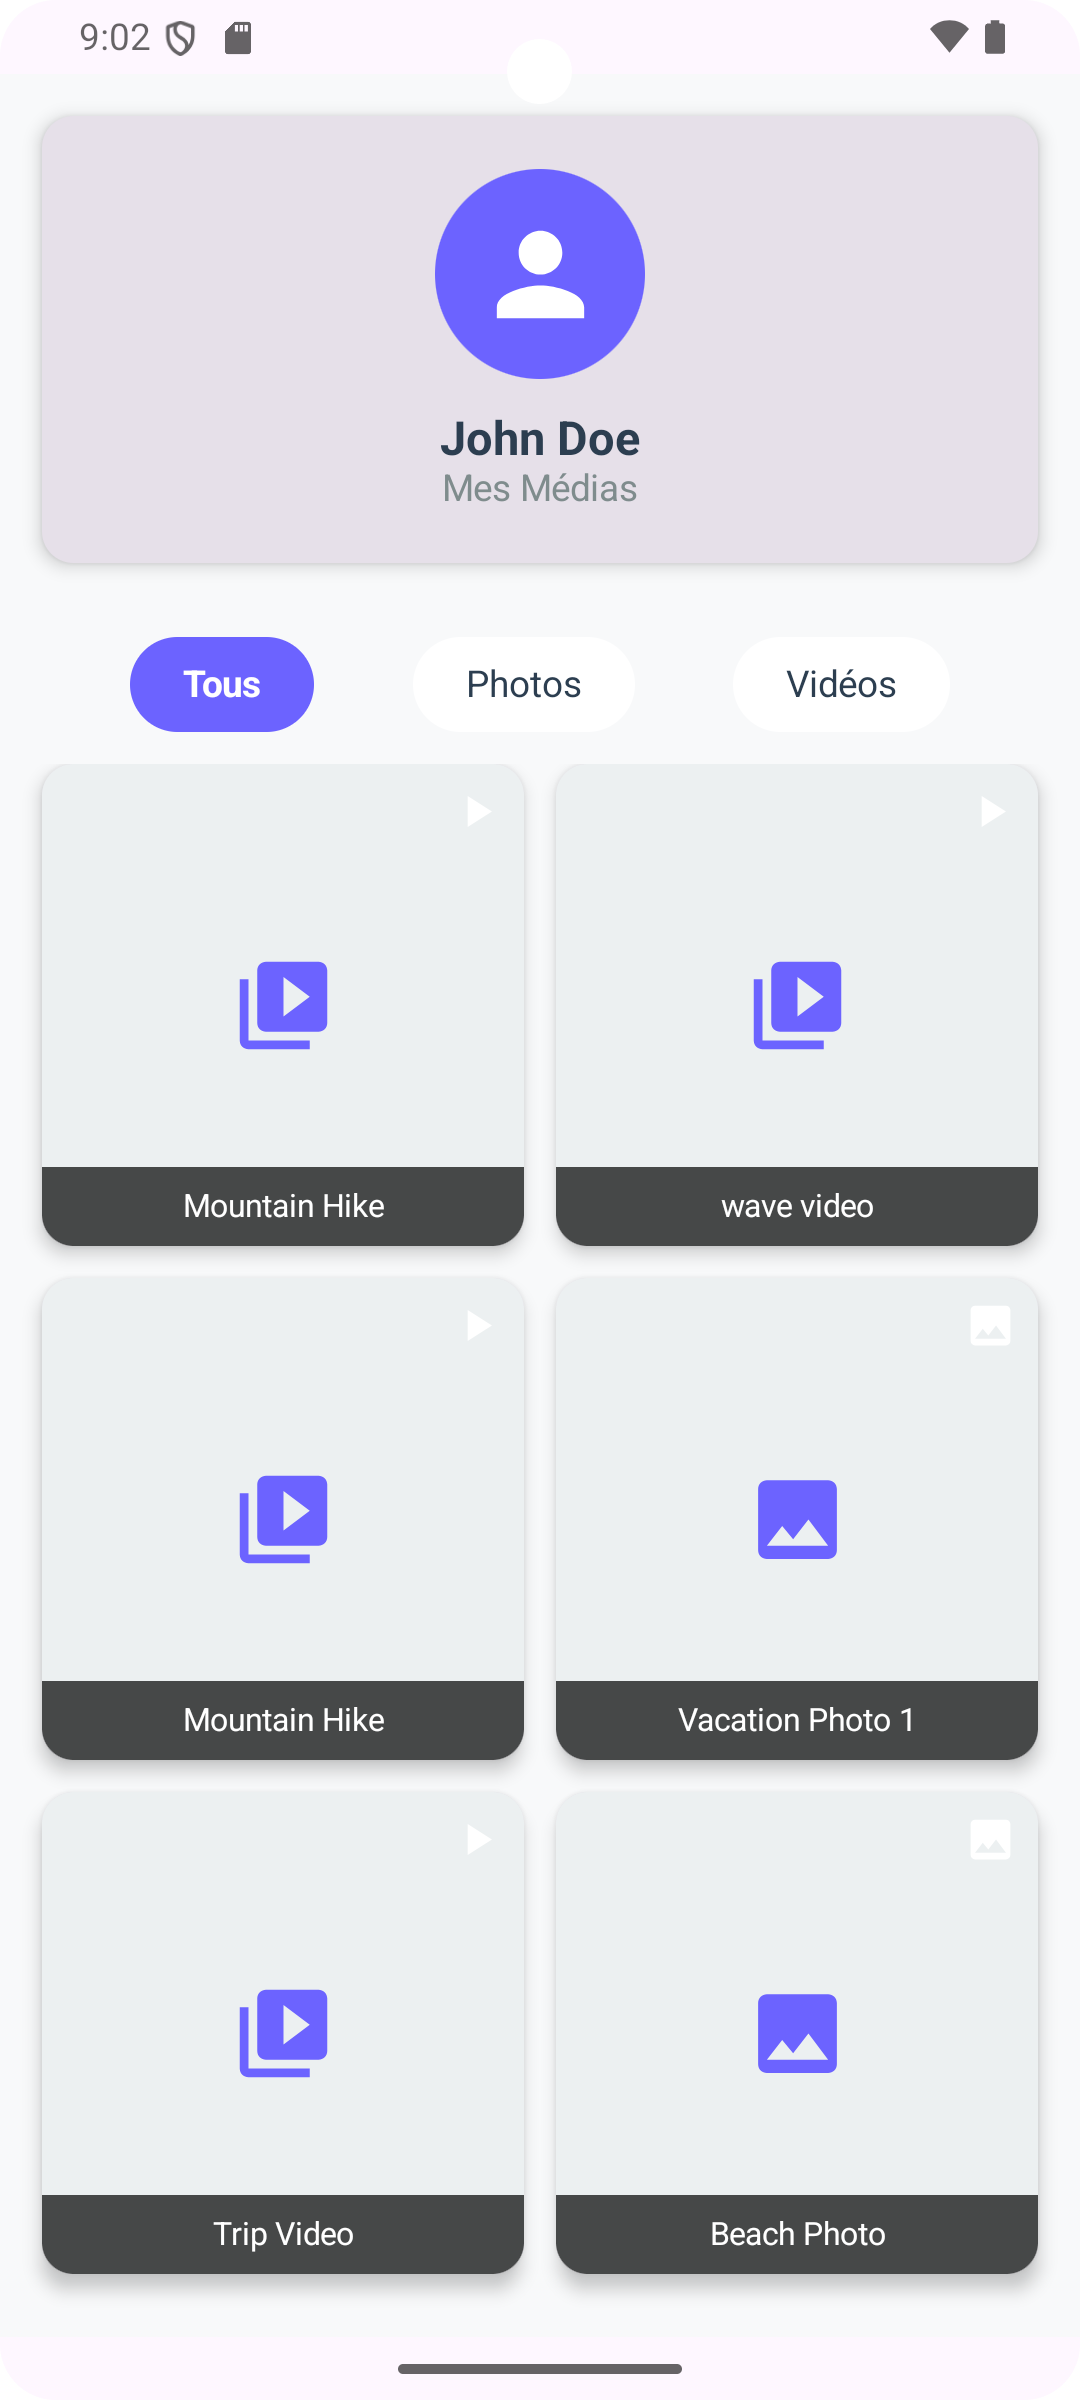 9:02
John Doe
Mes Médias
Tous
Photos
Vidéos
Mountain Hike
wave video
Mountain Hike
Vacation Photo 1
Trip Video
Beach Photo